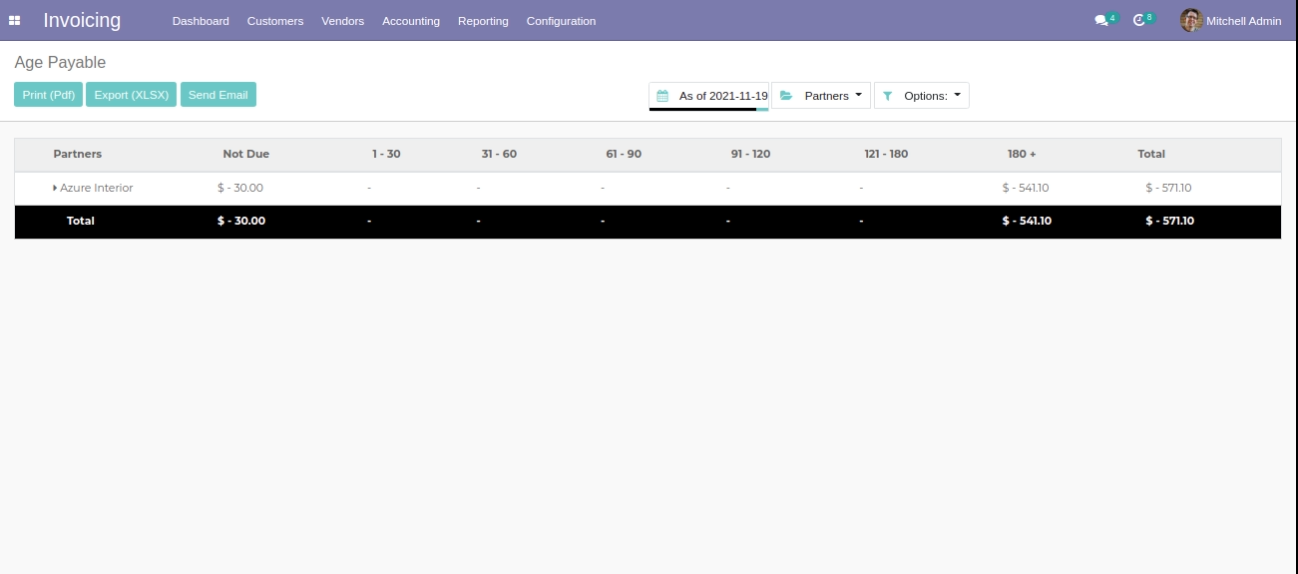 Invoicing Dashboard Customers Vendors Accounting Reporting Configuration 4 8 Mitchell Admin
Age Payable
Print (Pdf) Export (XLSX) Send Email As of 2021-11-19 Partners Options:
Partners Not Due 1 - 30 31 - 60 61 - 90 91 - 120 121 - 180 180 + Total
Azure Interior $ - 30.00 - - - - - $ - 541.10 $ - 571.10
Total $ - 30.00 - - - - - $ - 541.10 $ - 571.10